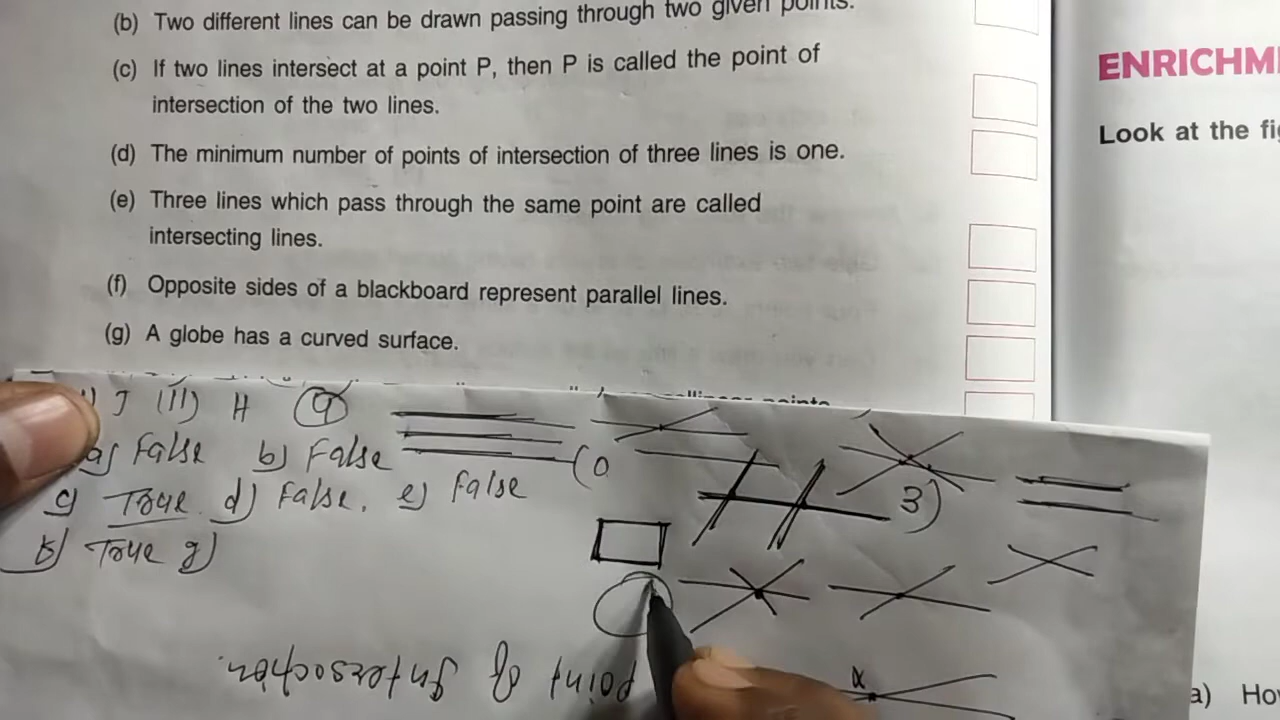 (b) Two different lines can be drawn passing through two given points.
(c) If two lines intersect at a point P, then P is called the point of
intersection of the two lines.
(d) The minimum number of points of intersection of three lines is one.
(e) Three lines which pass through the same point are called
intersecting lines.
(f) Opposite sides of a blackboard represent parallel lines.
(g) A globe has a curved surface.
ENRICHM
Look at the fi
points
J (II) H 9
a) False b) False (0
c) True d) False. e) False 3)
True g)
point of Intersection.
x
a) Ho